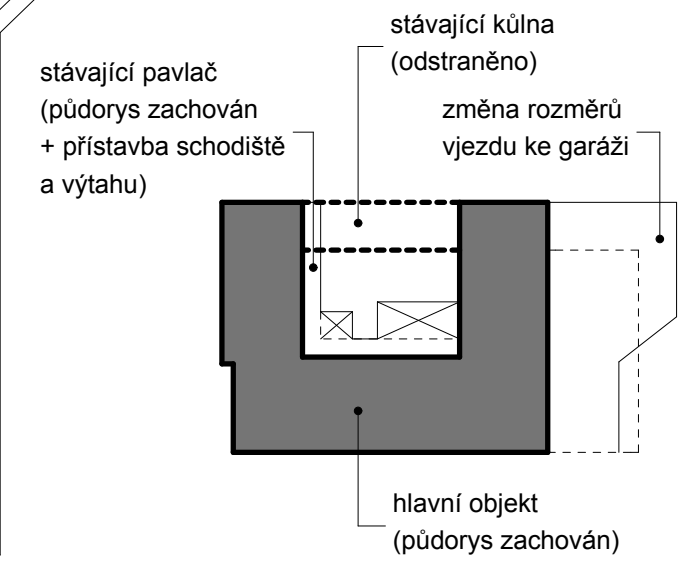 stávající kůlna
(odstraněno)
stávající pavlač
(půdorys zachován
+ přístavba schodiště
a výtahu)
změna rozměrů
vjezdu ke garáži
hlavní objekt
(půdorys zachován)